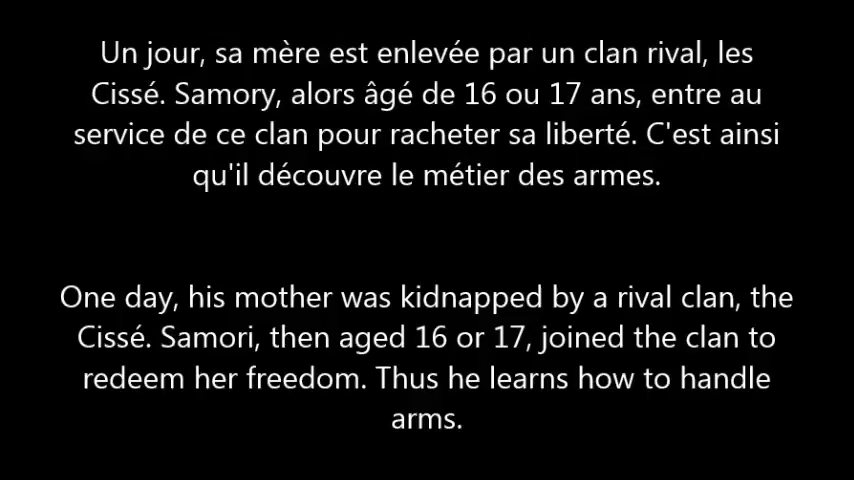 Un jour, sa mère est enlevée par un clan rival, les
Cissé. Samory, alors âgé de 16 ou 17 ans, entre au
service de ce clan pour racheter sa liberté. C'est ainsi
qu'il découvre le métier des armes.
One day, his mother was kidnapped by a rival clan, the
Cissé. Samori, then aged 16 or 17, joined the clan to
redeem her freedom. Thus he learns how to handle
arms.